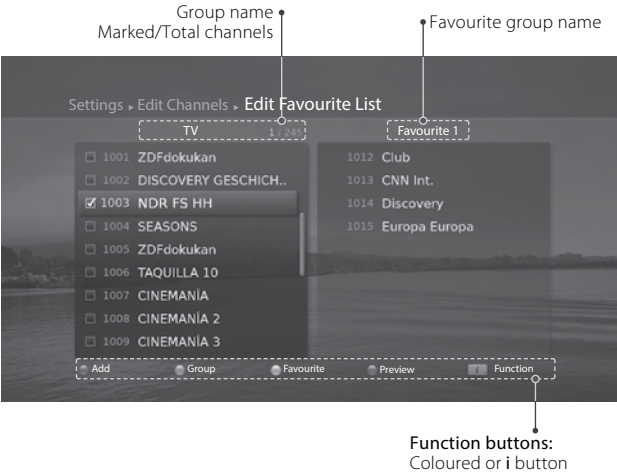 Group name
Marked/Total channels
Favourite group name
Settings ▸ Edit Channels ▸ Edit Favourite List
TV 1 / 245 Favourite 1
1001 ZDFdokukan
1002 DISCOVERY GESCHICH..
1003 NDR FS HH
1004 SEASONS
1005 ZDFdokukan
1006 TAQUILLA 10
1007 CINEMANÍA
1008 CINEMANÍA 2
1009 CINEMANÍA 3
1012 Club
1013 CNN Int.
1014 Discovery
1015 Europa Europa
Add Group Favourite Preview i Function
Function buttons:
Coloured or i button